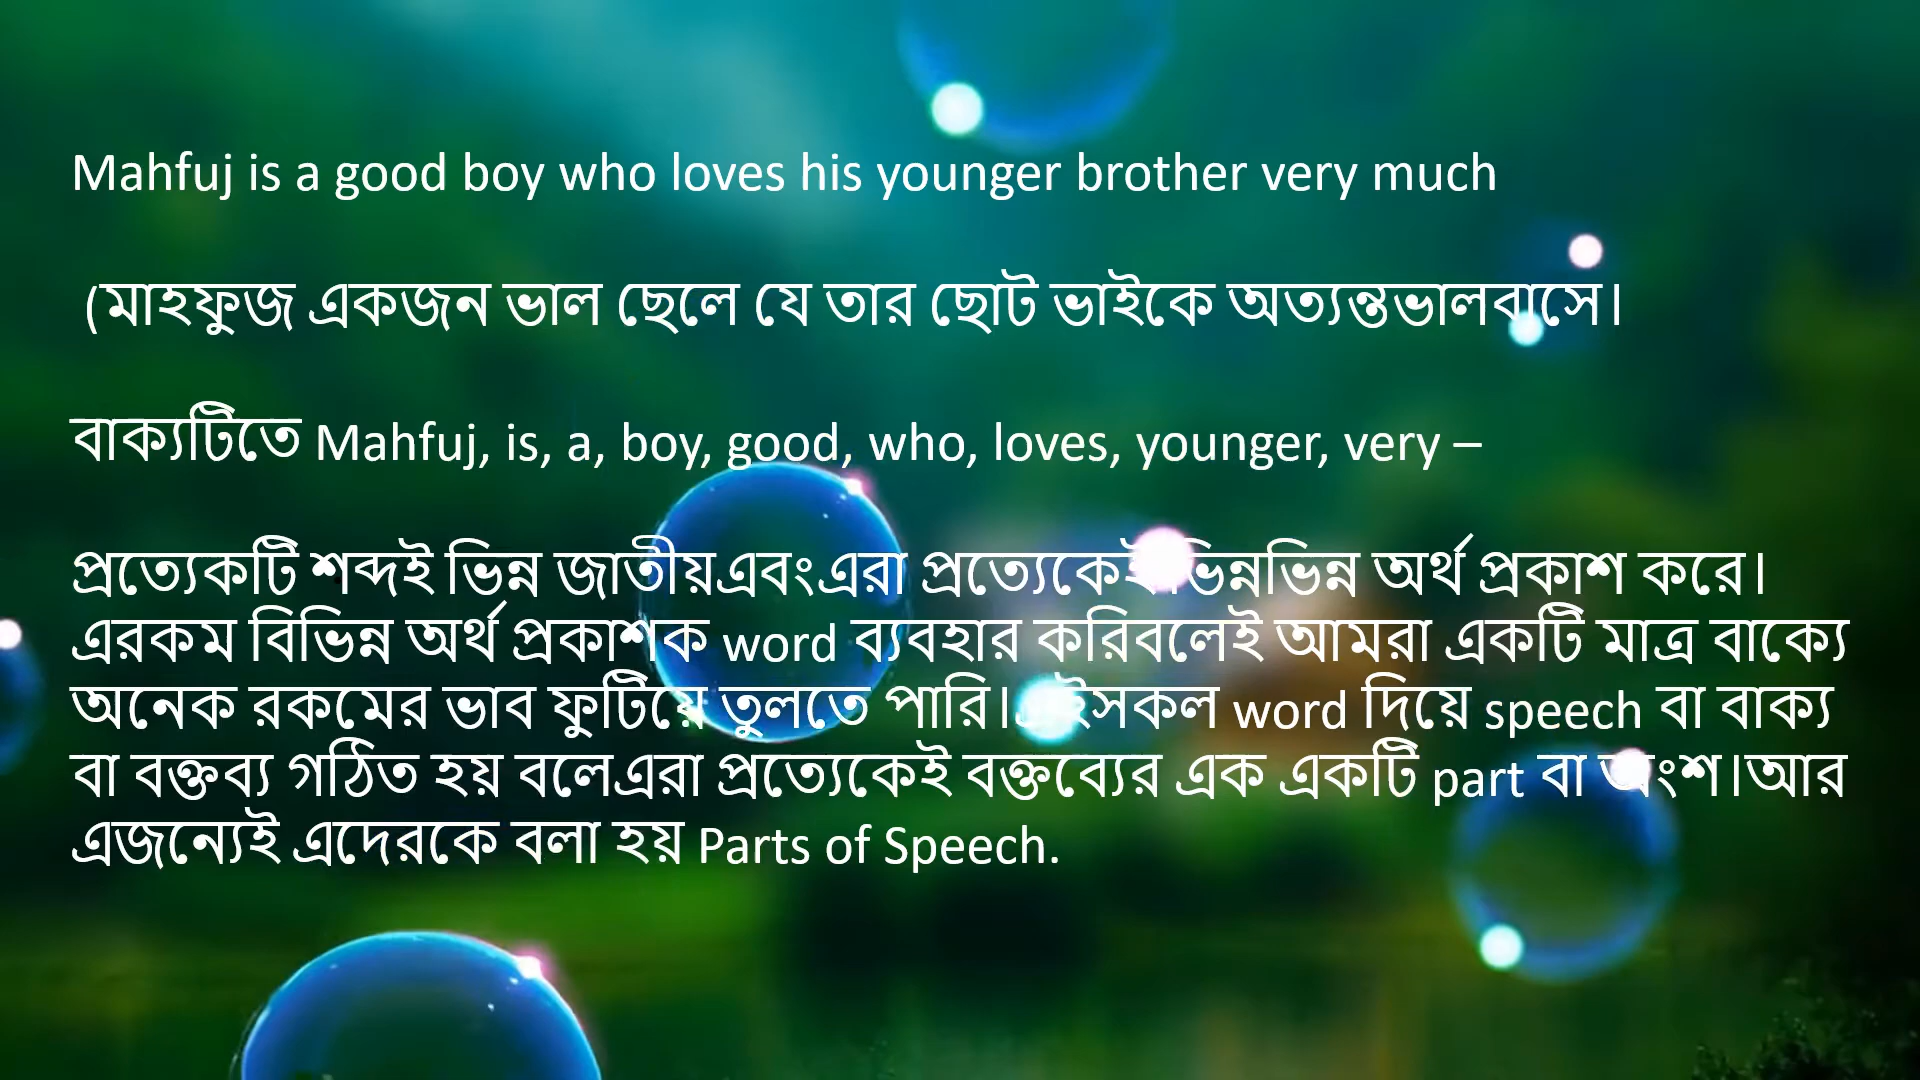 Mahfuj is a good boy who loves his younger brother very much
(মাহফুজ একজন ভাল ছেলে যে তার ছোট ভাইকে অত্যন্তভালবাসে।
বাক্যটিতে Mahfuj, is, a, boy, good, who, loves, younger, very –
প্রত্যেকটি শব্দই ভিন্ন জাতীয়এবংএরা প্রত্যেকেই ভিন্নভিন্ন অর্থ প্রকাশ করে।
এরকম বিভিন্ন অর্থ প্রকাশক word ব্যবহার করিবলেই আমরা একটি মাত্র বাক্যে
অনেক রকমের ভাব ফুটিয়ে তুলতে পারি।এইসকল word দিয়ে speech বা বাক্য
বা বক্তব্য গঠিত হয় বলেএরা প্রত্যেকেই বক্তব্যের এক একটি part বা অংশ।আর
এজন্যেই এদেরকে বলা হয় Parts of Speech.